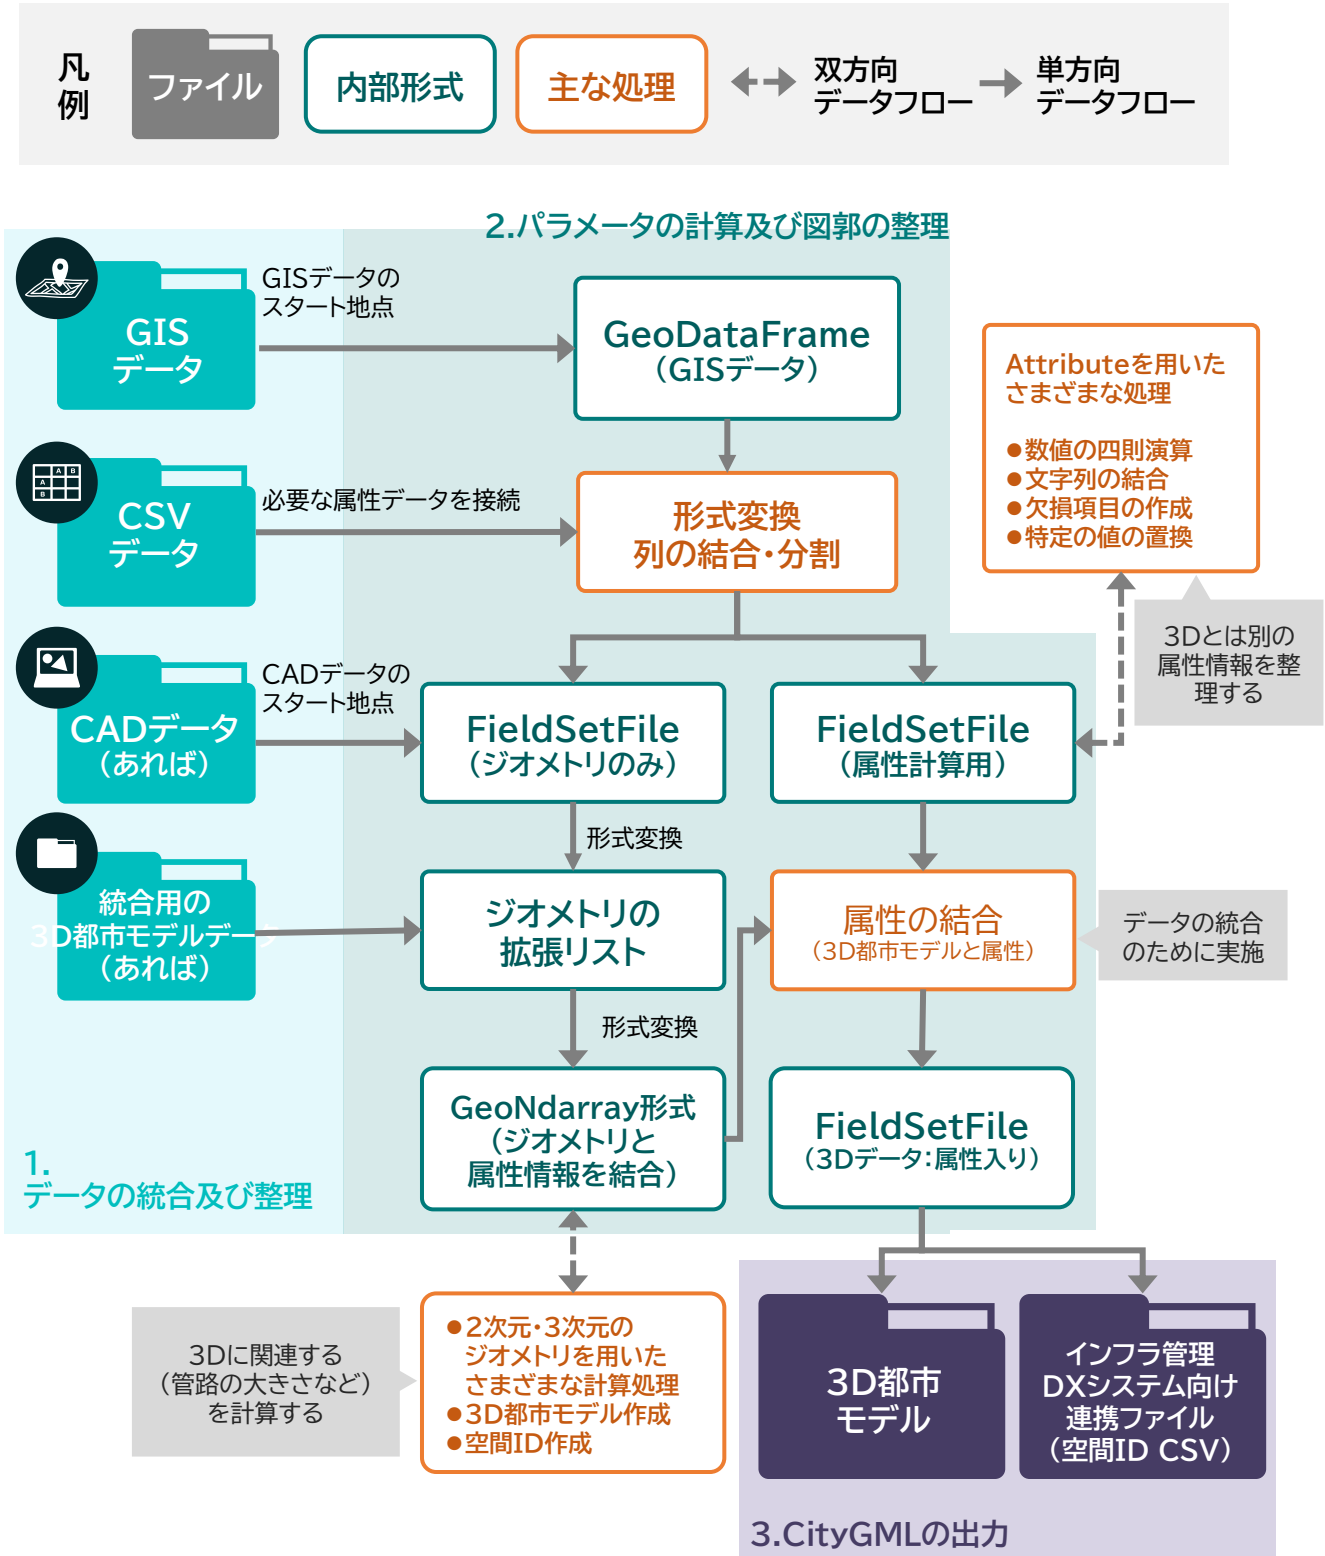 凡
例
ファイル
内部形式
主な処理
双方向
データフロー
単方向
データフロー
2.パラメータの計算及び図郭の整理
GISデータの
スタート地点
GIS
データ
GeoDataFrame
（GISデータ）
Attributeを用いた
さまざまな処理
●数値の四則演算
●文字列の結合
●欠損項目の作成
●特定の値の置換
A B
A
B
必要な属性データを接続
CSV
データ
形式変換
列の結合・分割
3Dとは別の
属性情報を整
理する
CADデータの
スタート地点
CADデータ
（あれば）
FieldSetFile
（ジオメトリのみ）
FieldSetFile
（属性計算用）
形式変換
統合用の
3D都市モデルデータ
（あれば）
ジオメトリの
拡張リスト
属性の結合
（3D都市モデルと属性）
データの統合
のために実施
形式変換
GeoNdarray形式
（ジオメトリと
属性情報を結合）
FieldSetFile
（3Dデータ：属性入り）
1.
データの統合及び整理
3Dに関連する
（管路の大きさなど）
を計算する
●2次元・3次元の
ジオメトリを用いた
さまざまな計算処理
●3D都市モデル作成
●空間ID作成
3D都市
モデル
インフラ管理
DXシステム向け
連携ファイル
（空間ID CSV）
3.CityGMLの出力